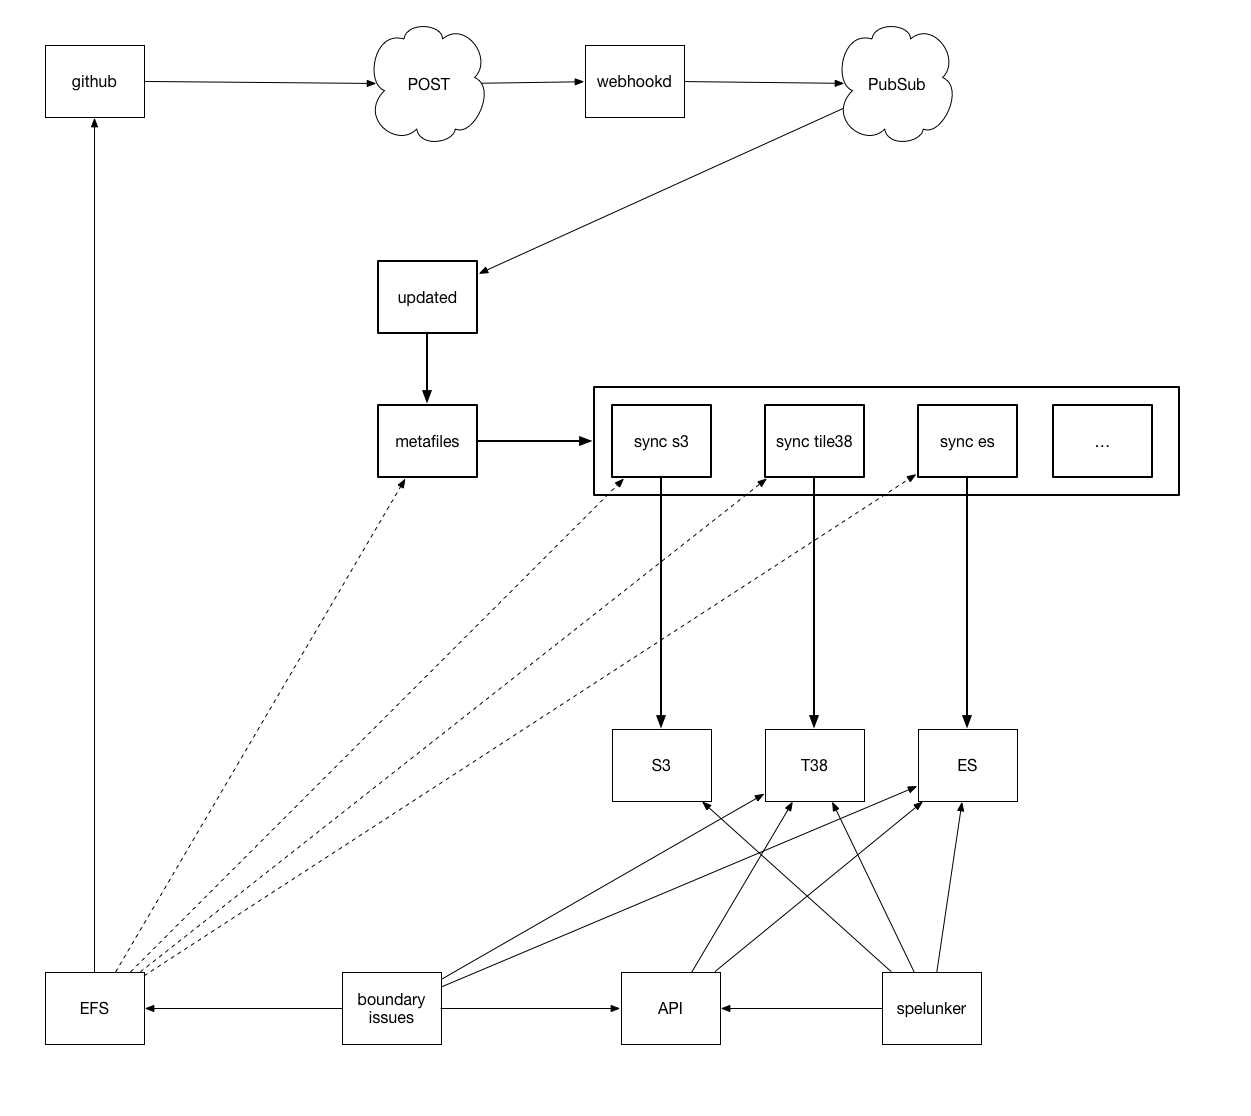 github
POST
webhookd
PubSub
updated
metafiles
sync s3
sync tile38
sync es
...
S3
T38
ES
EFS
boundary
issues
API
spelunker